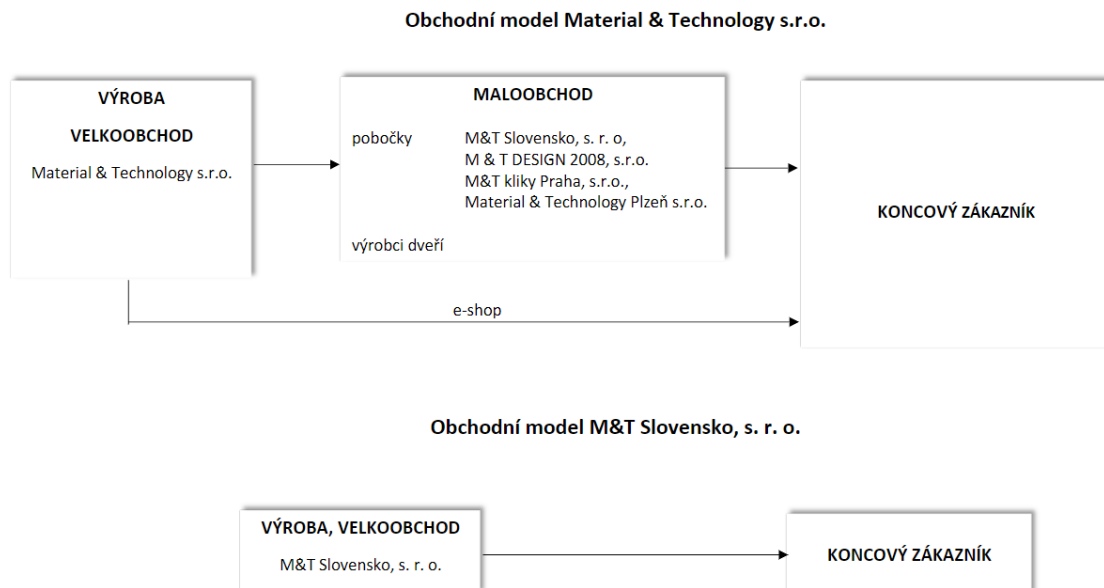 Obchodní model Material & Technology s.r.o.
VÝROBA
VELKOOBCHOD
Material & Technology s.r.o.
MALOOBCHOD
pobočky
M&T Slovensko, s. r. o,
M & T DESIGN 2008, s.r.o.
M&T kliky Praha, s.r.o.,
Material & Technology Plzeň s.r.o.
výrobci dveří
KONCOVÝ ZÁKAZNÍK
e-shop
Obchodní model M&T Slovensko, s. r. o.
VÝROBA, VELKOOBCHOD
M&T Slovensko, s. r. o.
KONCOVÝ ZÁKAZNÍK